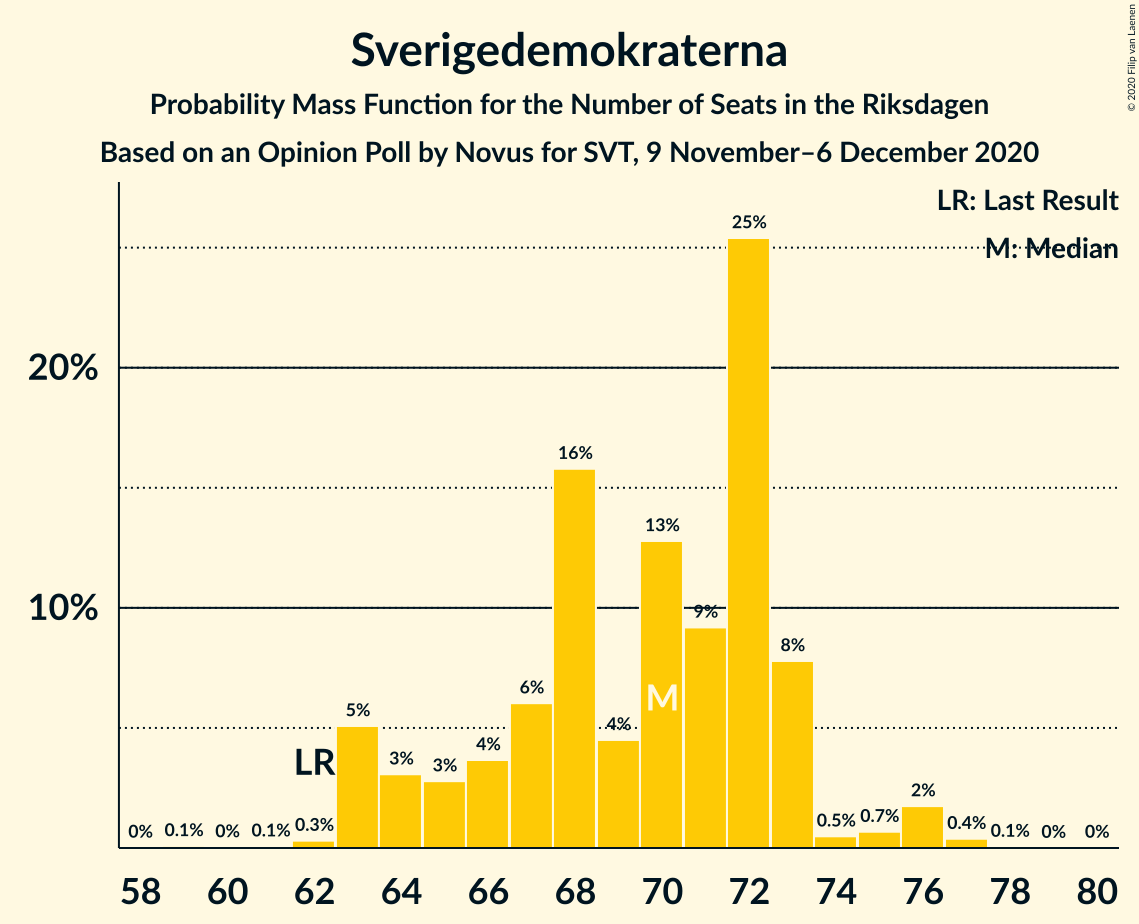 © 2020 Filip van Laenen
Sverigedemokraterna
Probability Mass Function for the Number of Seats in the Riksdagen
Based on an Opinion Poll by Novus for SVT, 9 November–6 December 2020
LR: Last Result
M: Median
20%
10%
0% 0.1% 0% 0.1% 0.3% 5% 3% 3% 4% 6% 16% 4% 13% 9% 25% 8% 0.5% 0.7% 2% 0.4% 0.1% 0% 0%
LR
M
58 60 62 64 66 68 70 72 74 76 78 80